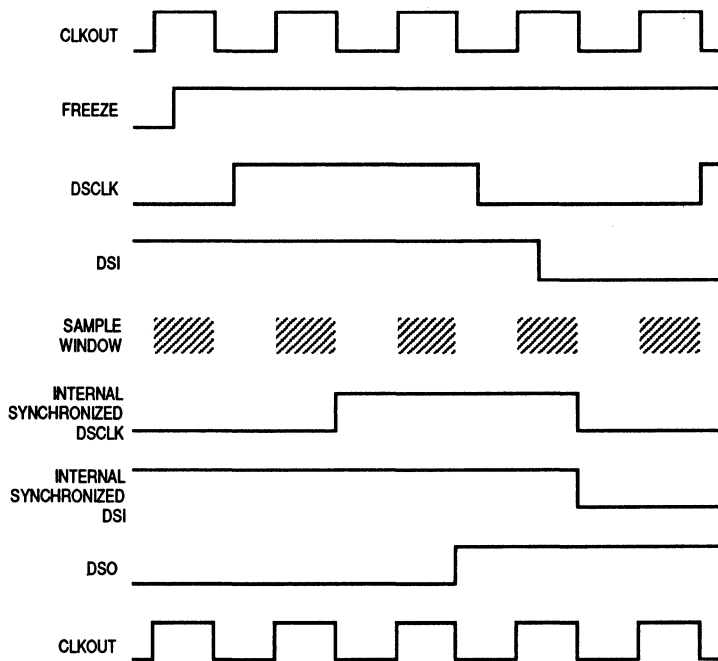 CLKOUT
FREEZE
DSCLK
DSI
SAMPLE
WINDOW
INTERNAL
SYNCHRONIZED
DSCLK
INTERNAL
SYNCHRONIZED
DSI
DSO
CLKOUT